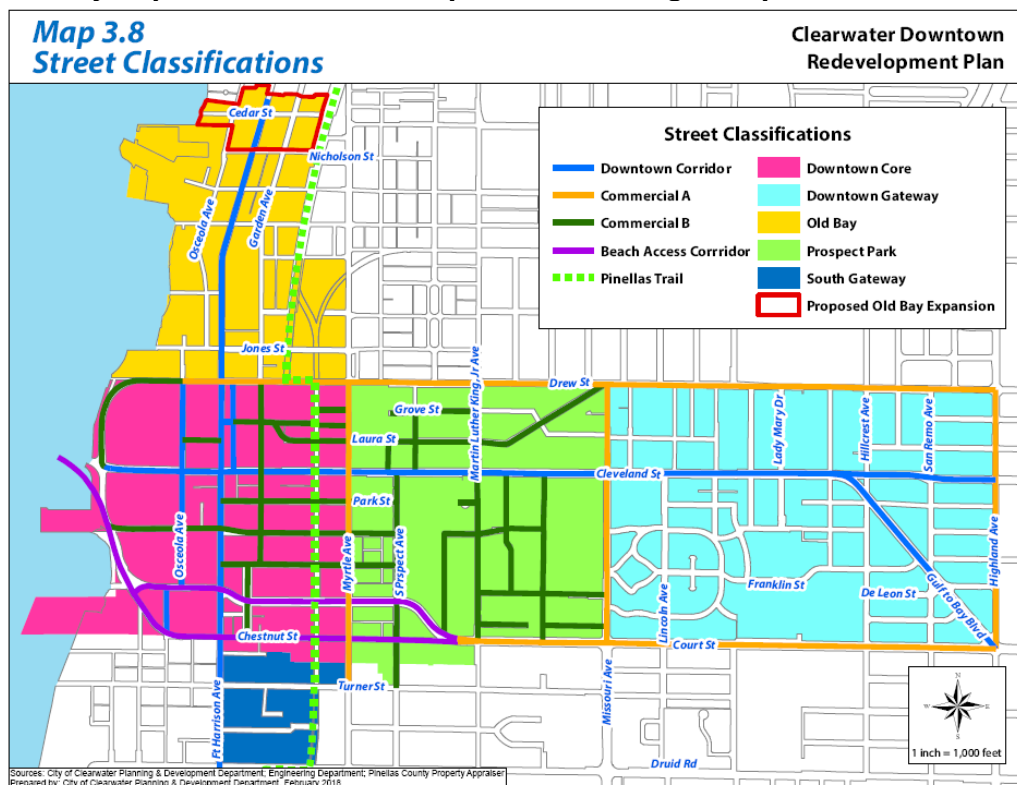 Map 3.8
Street Classifications
Clearwater Downtown
Redevelopment Plan
Street Classifications
Downtown Corridor
Commercial A
Commercial B
Beach Access Corrridor
Pinellas Trail
Downtown Core
Downtown Gateway
Old Bay
Prospect Park
South Gateway
Proposed Old Bay Expansion
Cedar St
Nicholson St
Osceola Ave
Garden Ave
Jones St
Drew St
Grove St
Laura St
Martin Luther King, Jr Ave
Lady Mary Dr
Hillcrest Ave
San Remo Ave
Cleveland St
Park St
Osceola Ave
Myrtle Ave
S Prspect Ave
Highland Ave
Lincoln Ave
Franklin St
De Leon St
Gulf to Bay Blvd
Chestnut St
Court St
Turner St
Ft Harrison Ave
Missouri Ave
Druid Rd
N
W
E
S
1 inch = 1,000 feet
Sources: City of Clearwater Planning & Development Department; Engineering Department; Pinellas County Property Appraiser
Prepared by: City of Clearwater Planning & Development Department, February 2018